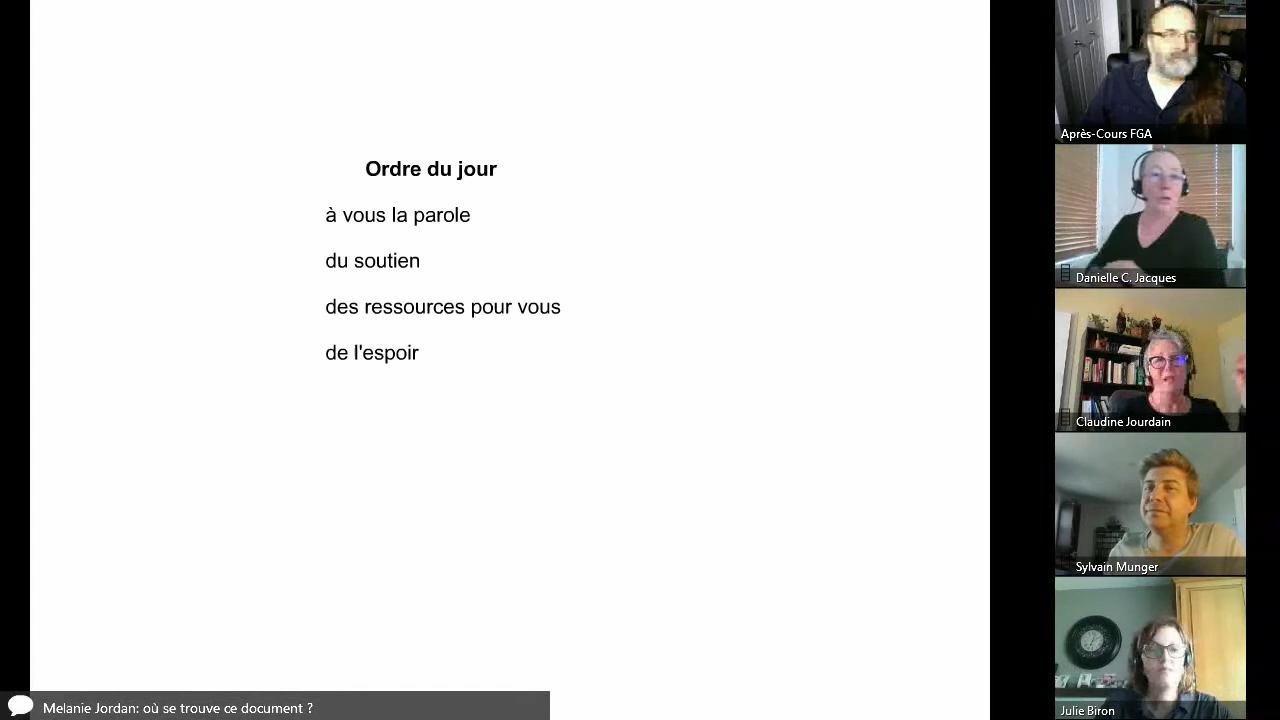 Ordre du jour
à vous la parole
du soutien
des ressources pour vous
de l'espoir
Après-Cours FGA
Danielle C. Jacques
Claudine Jourdain
Sylvain Munger
Julie Biron
Melanie Jordan: où se trouve ce document ?